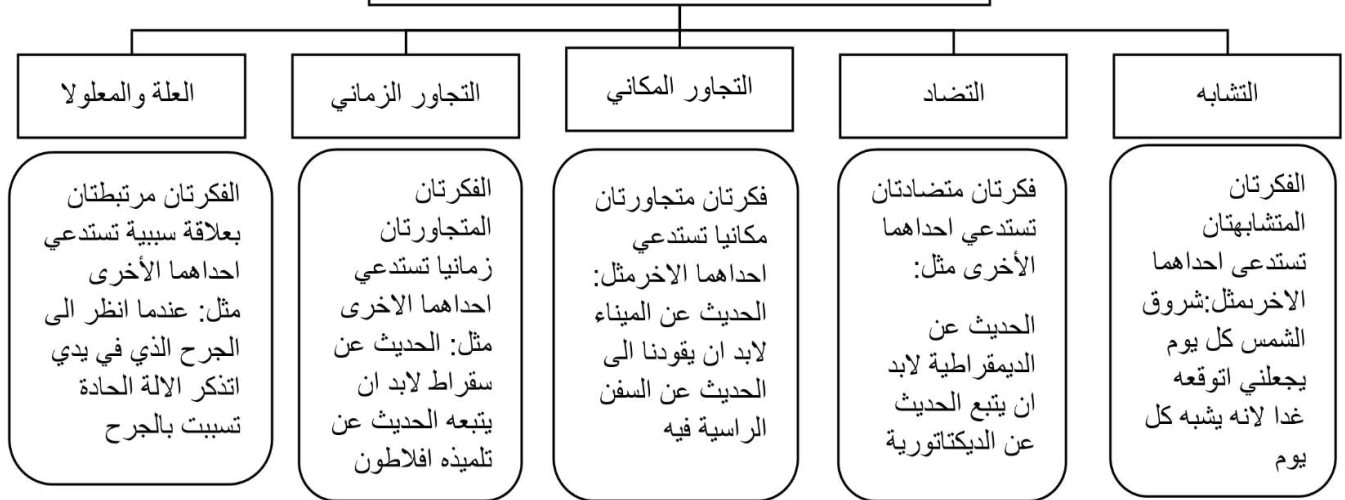 التشابه
التضاد
التجاور المكاني
التجاور الزماني
العلة والمعلولا
الفكرتان
المتشابهتان
تستدعى احداهما
الاخرىمثل:شروق
الشمس كل يوم
يجعلني اتوقعه
غدا لانه يشبه كل
يوم
فكرتان متضادتان
تستدعي احداهما
الأخرى مثل:
الحديث عن
الديمقراطية لابد
ان يتبع الحديث
عن الديكتاتورية
فكرتان متجاورتان
مكانيا تستدعي
احداهما الاخرمثل:
الحديث عن الميناء
لابد ان يقودنا الى
الحديث عن السفن
الراسية فيه
الفكرتان
المتجاورتان
زمانيا تستدعي
احداهما الاخرى
مثل: الحديث عن
سقراط لابد ان
يتبعه الحديث عن
تلميذه افلاطون
الفكرتان مرتبطتان
بعلاقة سببية تستدعي
احداهما الأخرى
مثل: عندما انظر الى
الجرح الذي في يدي
اتذكر الالة الحادة
تسببت بالجرح